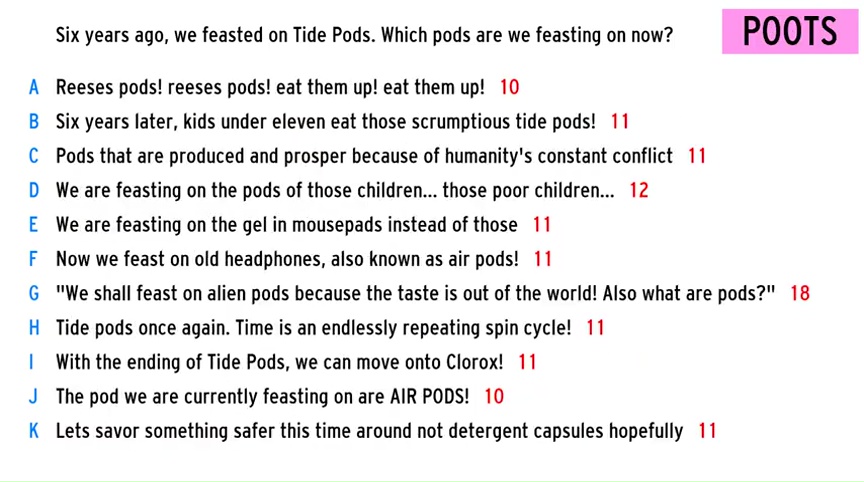 Six years ago, we feasted on Tide Pods. Which pods are we feasting on now?
POOTS
A Reeses pods! reeses pods! eat them up! eat them up! 10
B Six years later, kids under eleven eat those scrumptious tide pods! 11
C Pods that are produced and prosper because of humanity's constant conflict 11
D We are feasting on the pods of those children... those poor children... 12
E We are feasting on the gel in mousepads instead of those 11
F Now we feast on old headphones, also known as air pods! 11
G "We shall feast on alien pods because the taste is out of the world! Also what are pods?" 18
H Tide pods once again. Time is an endlessly repeating spin cycle! 11
I With the ending of Tide Pods, we can move onto Clorox! 11
J The pod we are currently feasting on are AIR PODS! 10
K Lets savor something safer this time around not detergent capsules hopefully 11